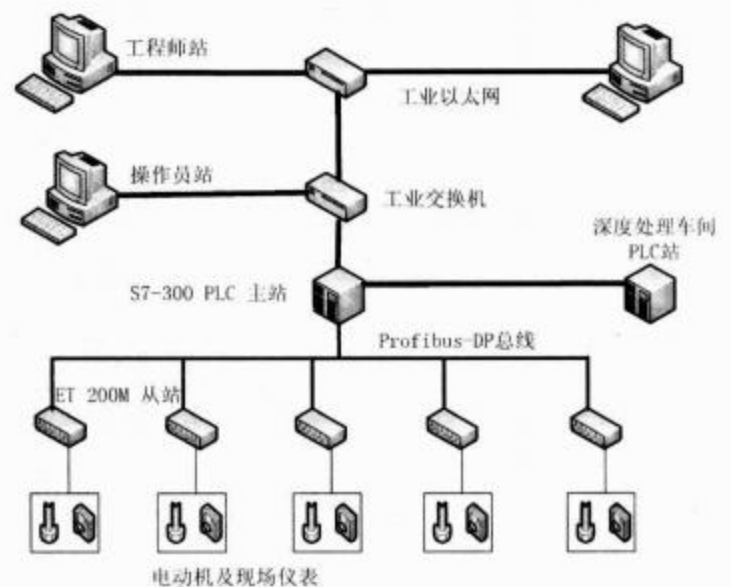 工程师站
工业以太网
操作员站
工业交换机
深度处理车间
PLC站
S7-300 PLC 主站
Profibus-DP总线
ET 200M 从站
电动机及现场仪表